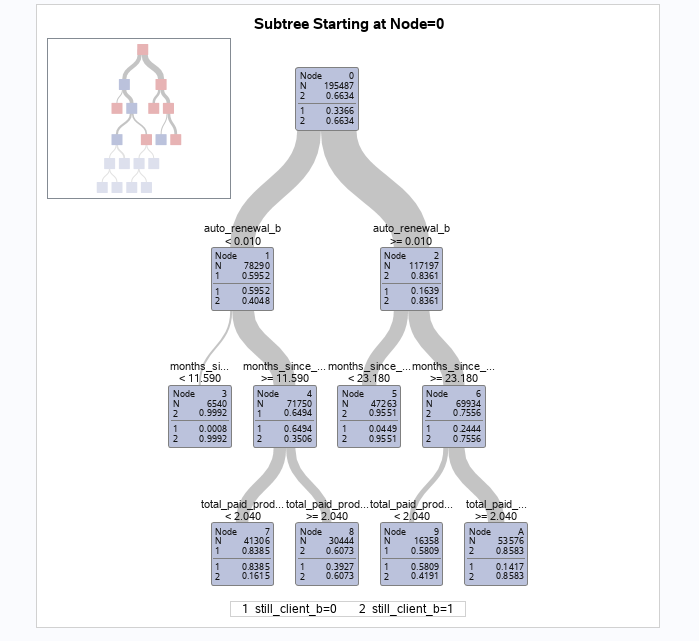 Subtree Starting at Node=0
Node 0
N 195487
2 0.6634
1 0.3366
2 0.6634
auto_renewal_b
< 0.010
auto_renewal_b
>= 0.010
Node 1
N 78290
1 0.5952
1 0.5952
2 0.4048
Node 2
N 117197
2 0.8361
1 0.1639
2 0.8361
months_si...
< 11.590
months_since_...
>= 11.590
months_since_...
< 23.180
months_since_...
>= 23.180
Node 3
N 6540
2 0.9992
1 0.0008
2 0.9992
Node 4
N 71750
1 0.6494
1 0.6494
2 0.3506
Node 5
N 47263
2 0.9551
1 0.0449
2 0.9551
Node 6
N 69934
2 0.7556
1 0.2444
2 0.7556
total_paid_prod...
< 2.040
total_paid_prod...
>= 2.040
total_paid_prod...
< 2.040
total_paid_...
>= 2.040
Node 7
N 41306
1 0.8385
1 0.8385
2 0.1615
Node 8
N 30444
2 0.6073
1 0.3927
2 0.6073
Node 9
N 16358
1 0.5809
1 0.5809
2 0.4191
Node A
N 53576
2 0.8583
1 0.1417
2 0.8583
1 still_client_b=0 2 still_client_b=1